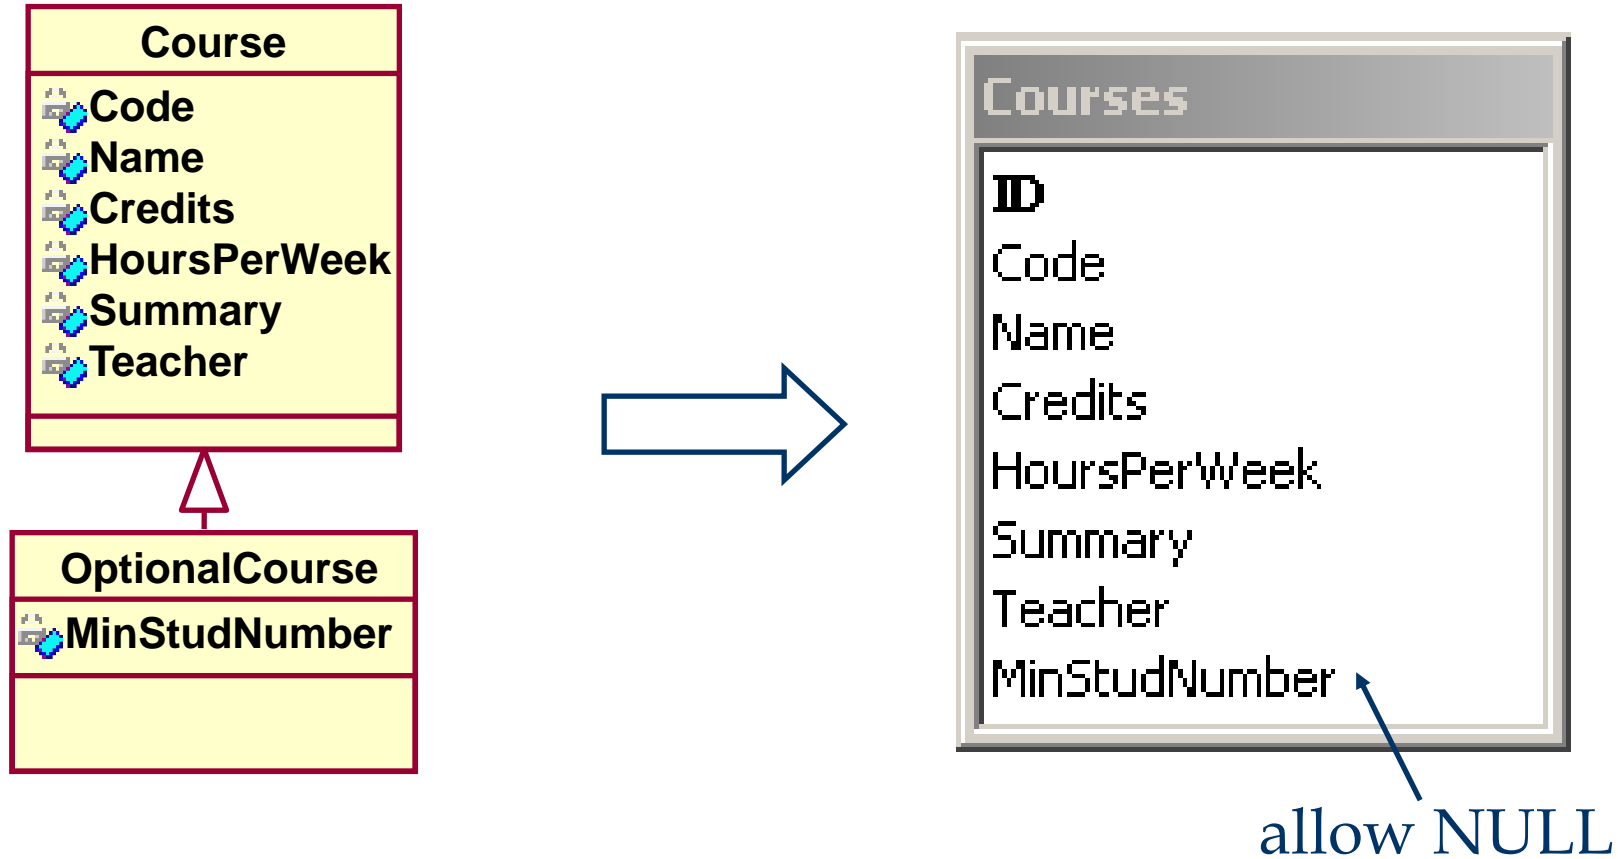 Course
Code
Name
Credits
HoursPerWeek
Summary
Teacher
OptionalCourse
MinStudNumber
Courses
ID
Code
Name
Credits
HoursPerWeek
Summary
Teacher
MinStudNumber
allow NULL